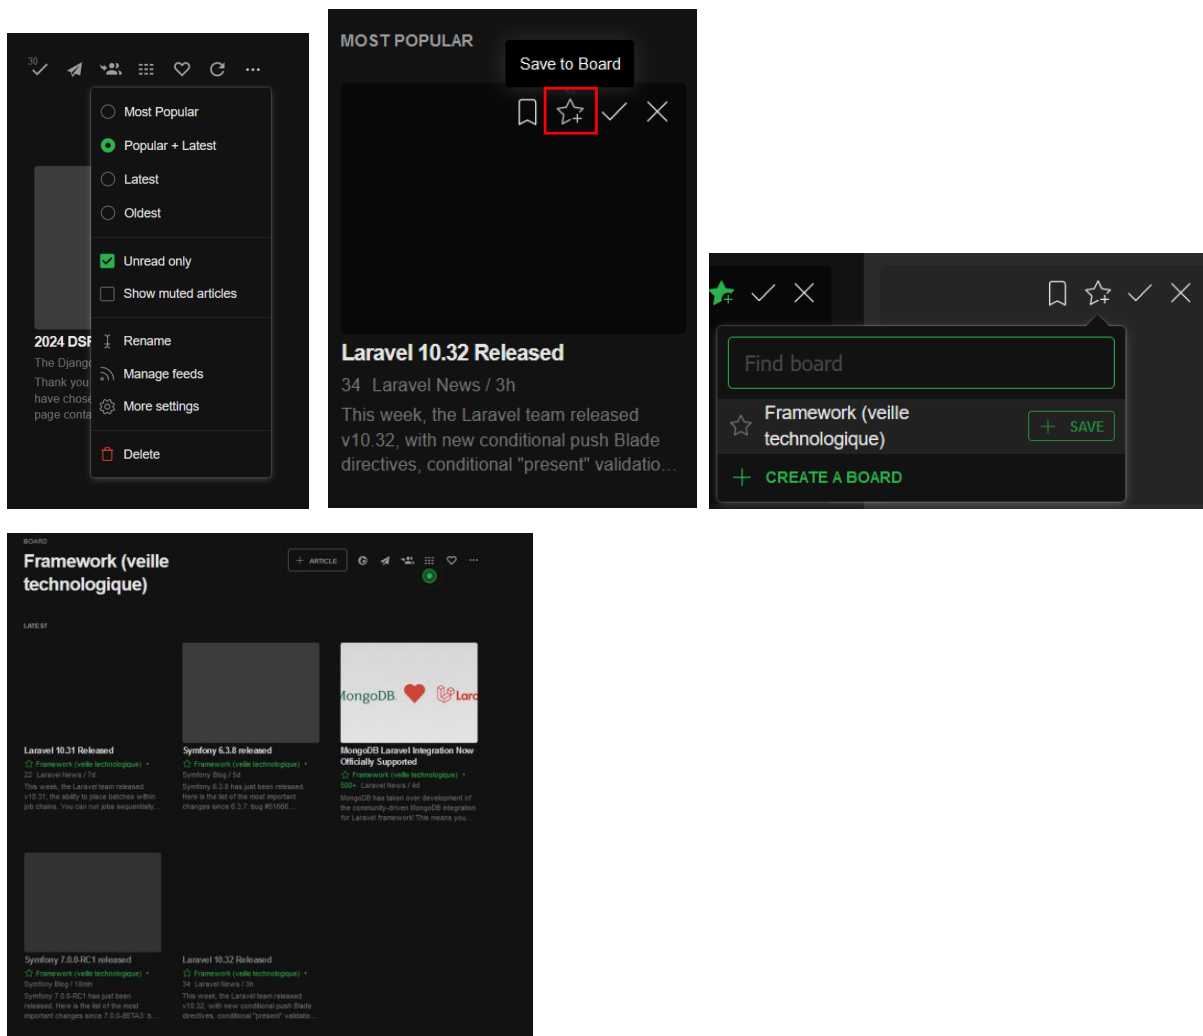 30
Most Popular
Popular + Latest
Latest
Oldest
Unread only
Show muted articles
Rename
Manage feeds
More settings
Delete
2024 DSF
The Djang
Thank you
have chose
page conta
MOST POPULAR
Save to Board
Laravel 10.32 Released
34 Laravel News / 3h
This week, the Laravel team released
v10.32, with new conditional push Blade
directives, conditional "present" validatio...
Find board
Framework (veille
technologique)
+ SAVE
+ CREATE A BOARD
BOARD
Framework (veille
technologique)
+ ARTICLE
LATEST
MongoDB. Lara
Laravel 10.31 Released
Framework (veille technologique) •
22 Laravel News / 7d
This week, the Laravel team released
v10.31, the ability to place batches within
job chains. You can run jobs sequentially...
Symfony 6.3.8 released
Framework (veille technologique) •
Symfony Blog / 5d
Symfony 6.3.8 has just been released.
Here is the list of the most important
changes since 6.3.7: bug #51666...
MongoDB Laravel Integration Now
Officially Supported
Framework (veille technologique) •
500+ Laravel News / 4d
MongoDB has taken over development of
the community-driven MongoDB integration
for Laravel framework! This means you...
Symfony 7.0.0-RC1 released
Framework (veille technologique) •
Symfony Blog / 18min
Symfony 7.0.0-RC1 has just been
released. Here is the list of the most
important changes since 7.0.0-BETA3: b...
Laravel 10.32 Released
Framework (veille technologique) •
34 Laravel News / 3h
This week, the Laravel team released
v10.32, with new conditional push Blade
directives, conditional "present" validatio...